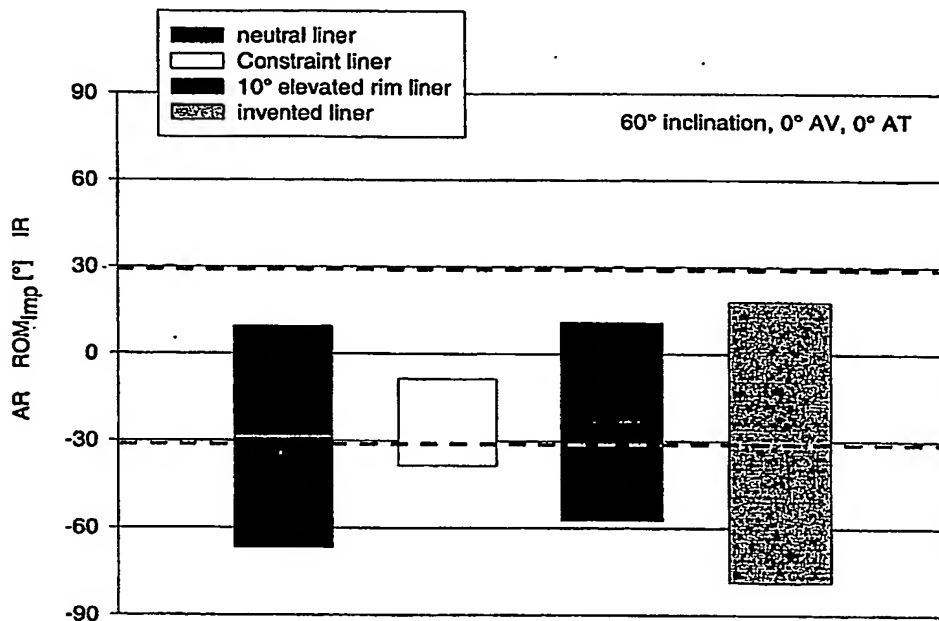 neutral liner
Constraint liner
10° elevated rim liner
invented liner
60° inclination, 0° AV, 0° AT
90
60
30
0
-30
-60
-90
AR ROMImp [°] IR